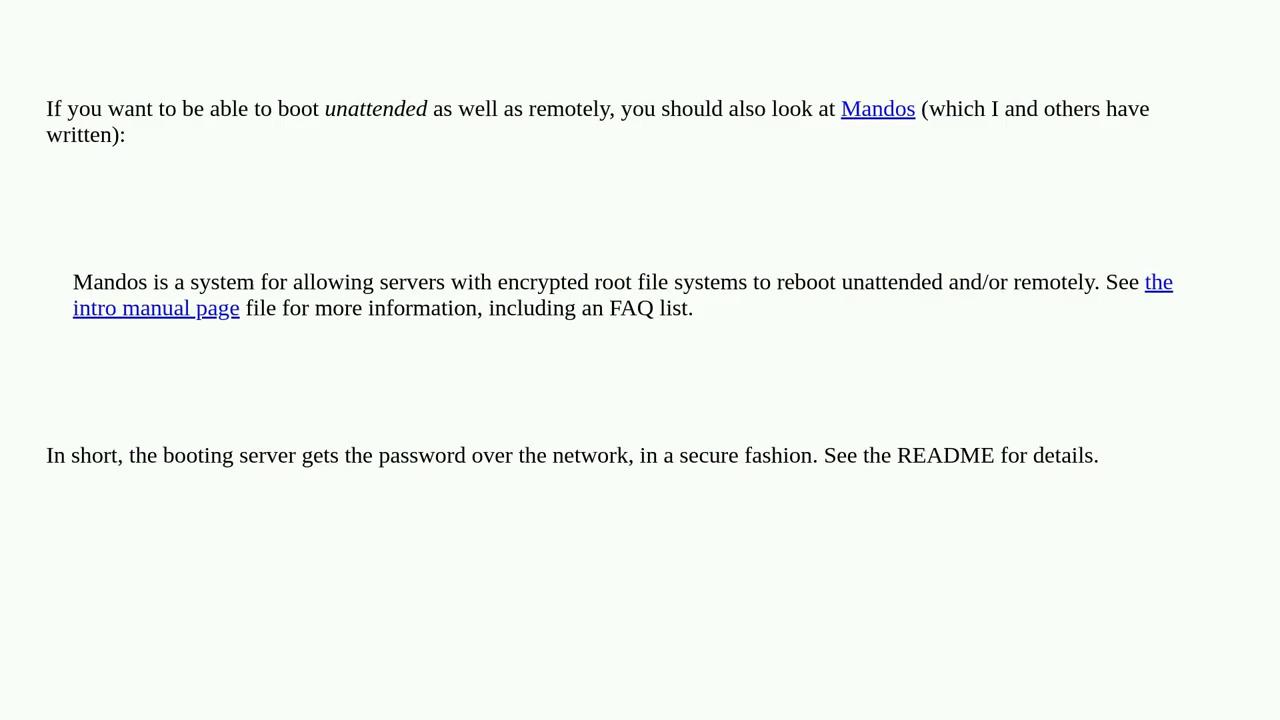 If you want to be able to boot unattended as well as remotely, you should also look at Mandos (which I and others have
written):
Mandos is a system for allowing servers with encrypted root file systems to reboot unattended and/or remotely. See the
intro manual page file for more information, including an FAQ list.
In short, the booting server gets the password over the network, in a secure fashion. See the README for details.